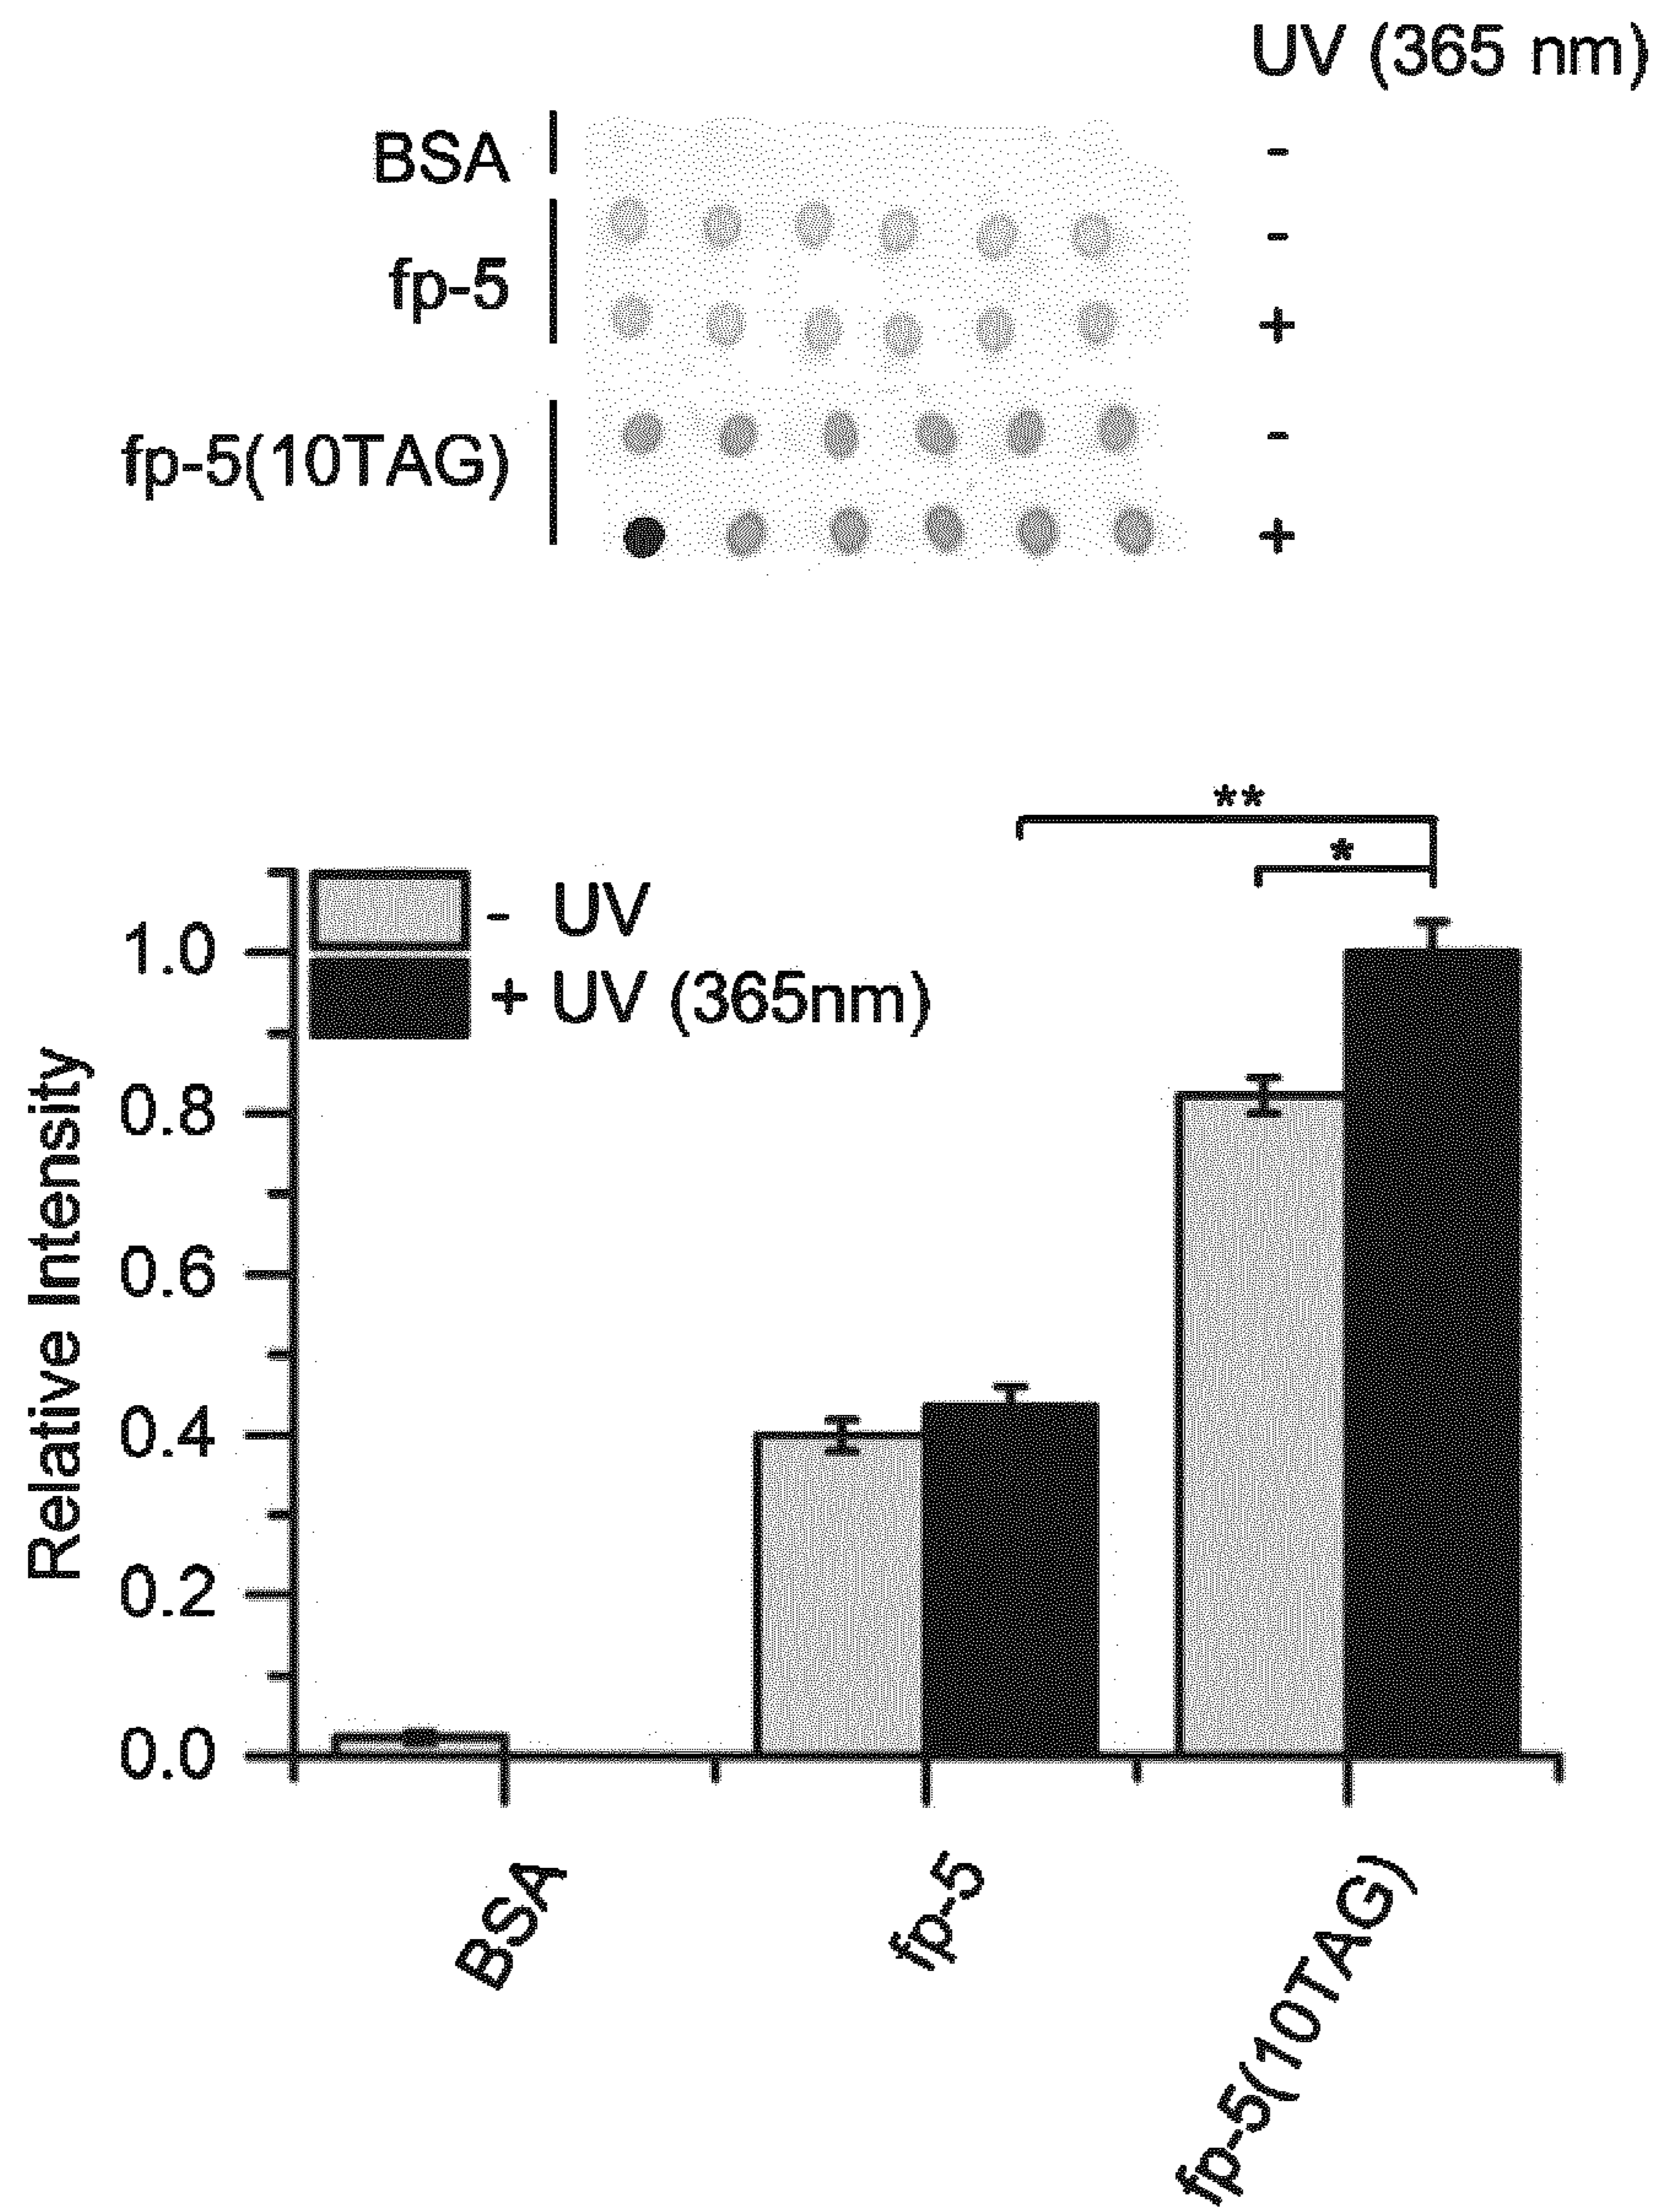 UV (365 nm)
BSA -
fp-5 -
+
fp-5(10TAG) -
+
**
*
- UV
+ UV (365nm)
Relative Intensity
1.0
0.8
0.6
0.4
0.2
0.0
BSA
fp-5
fp-5(10TAG)